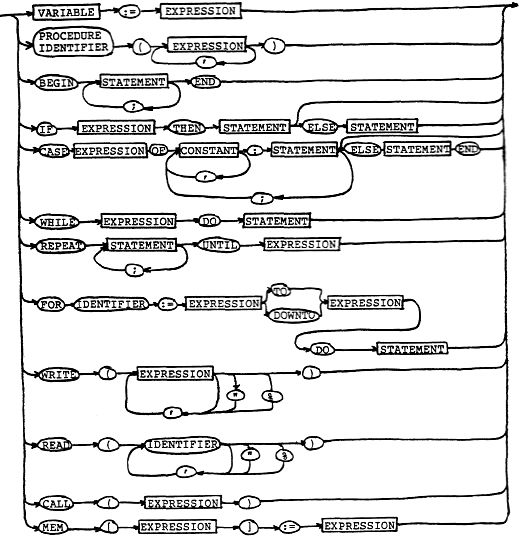 VARIABLE := EXPRESSION
PROCEDURE
IDENTIFIER ( EXPRESSION )
,
BEGIN STATEMENT END
;
IF EXPRESSION THEN STATEMENT ELSE STATEMENT
CASE EXPRESSION OF CONSTANT : STATEMENT ELSE STATEMENT END
,
;
WHILE EXPRESSION DO STATEMENT
REPEAT STATEMENT UNTIL EXPRESSION
;
TO
FOR IDENTIFIER := EXPRESSION EXPRESSION
DOWNTO
DO STATEMENT
WRITE ( EXPRESSION )
" %
,
READ ( IDENTIFIER )
" %
,
CALL ( EXPRESSION )
MEM [ EXPRESSION ] := EXPRESSION